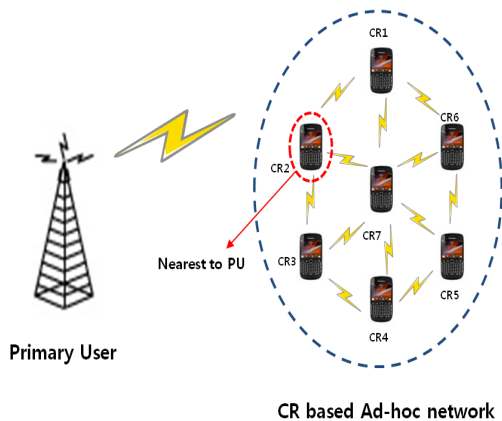 CR1
CR6
CR2
CR7
Nearest to PU
CR3
CR5
CR4
Primary User
CR based Ad-hoc network